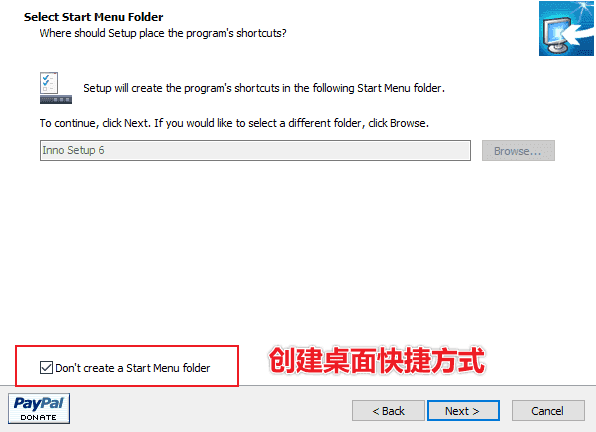 Select Start Menu Folder
Where should Setup place the program's shortcuts?
Setup will create the program's shortcuts in the following Start Menu folder.
To continue, click Next. If you would like to select a different folder, click Browse.
Inno Setup 6
Browse...
Don't create a Start Menu folder
创建桌面快捷方式
PayPal
DONATE
< Back
Next >
Cancel